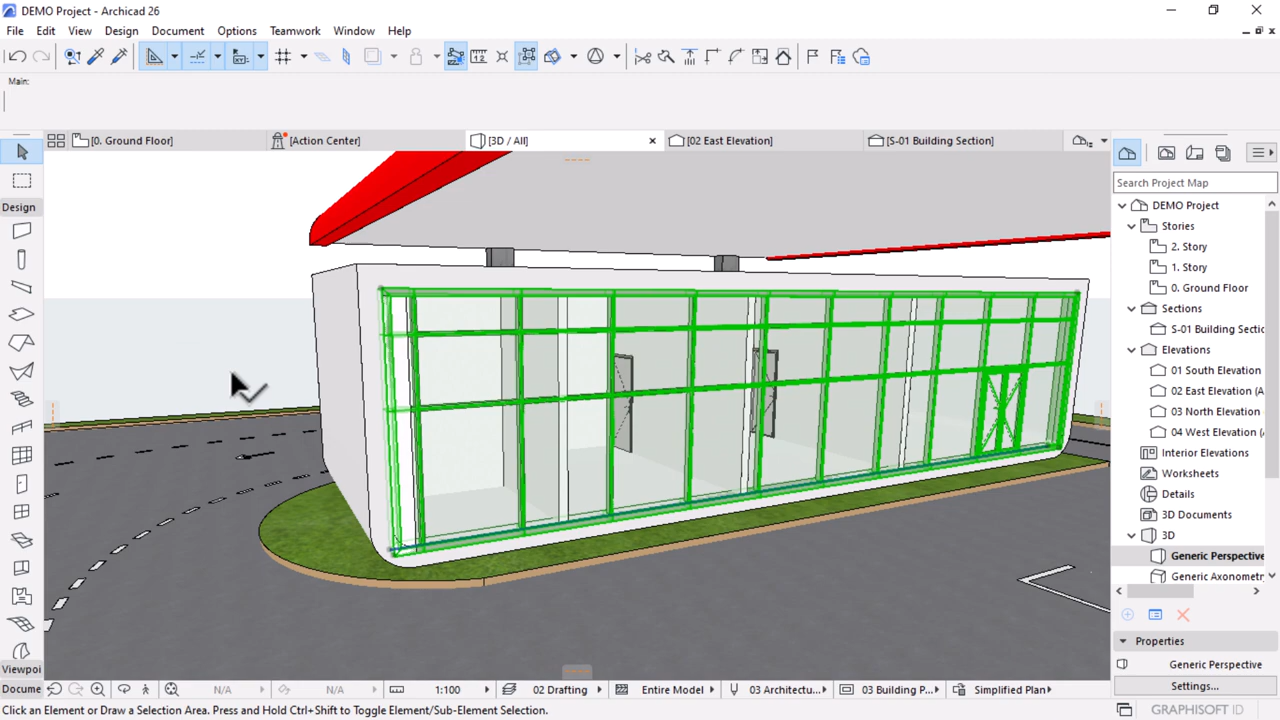 DEMO Project - Archicad 26
File Edit View Design Document Options Teamwork Window Help
Main:
[0. Ground Floor]
[Action Center]
[3D / All]
[02 East Elevation]
[S-01 Building Section]
Design
Search Project Map
DEMO Project
Stories
2. Story
1. Story
0. Ground Floor
Sections
S-01 Building Sectic
Elevations
01 South Elevation
02 East Elevation (A
03 North Elevation
04 West Elevation (
Interior Elevations
Worksheets
Details
3D Documents
3D
Generic Perspective
Generic Axonometr
Properties
Generic Perspective
Settings...
Viewpoi
Docume
N/A
N/A
1:100
02 Drafting
Entire Model
03 Architectu...
03 Building P...
Simplified Plan
Click an Element or Draw a Selection Area. Press and Hold Ctrl+Shift to Toggle Element/Sub-Element Selection.
GRAPHISOFT ID